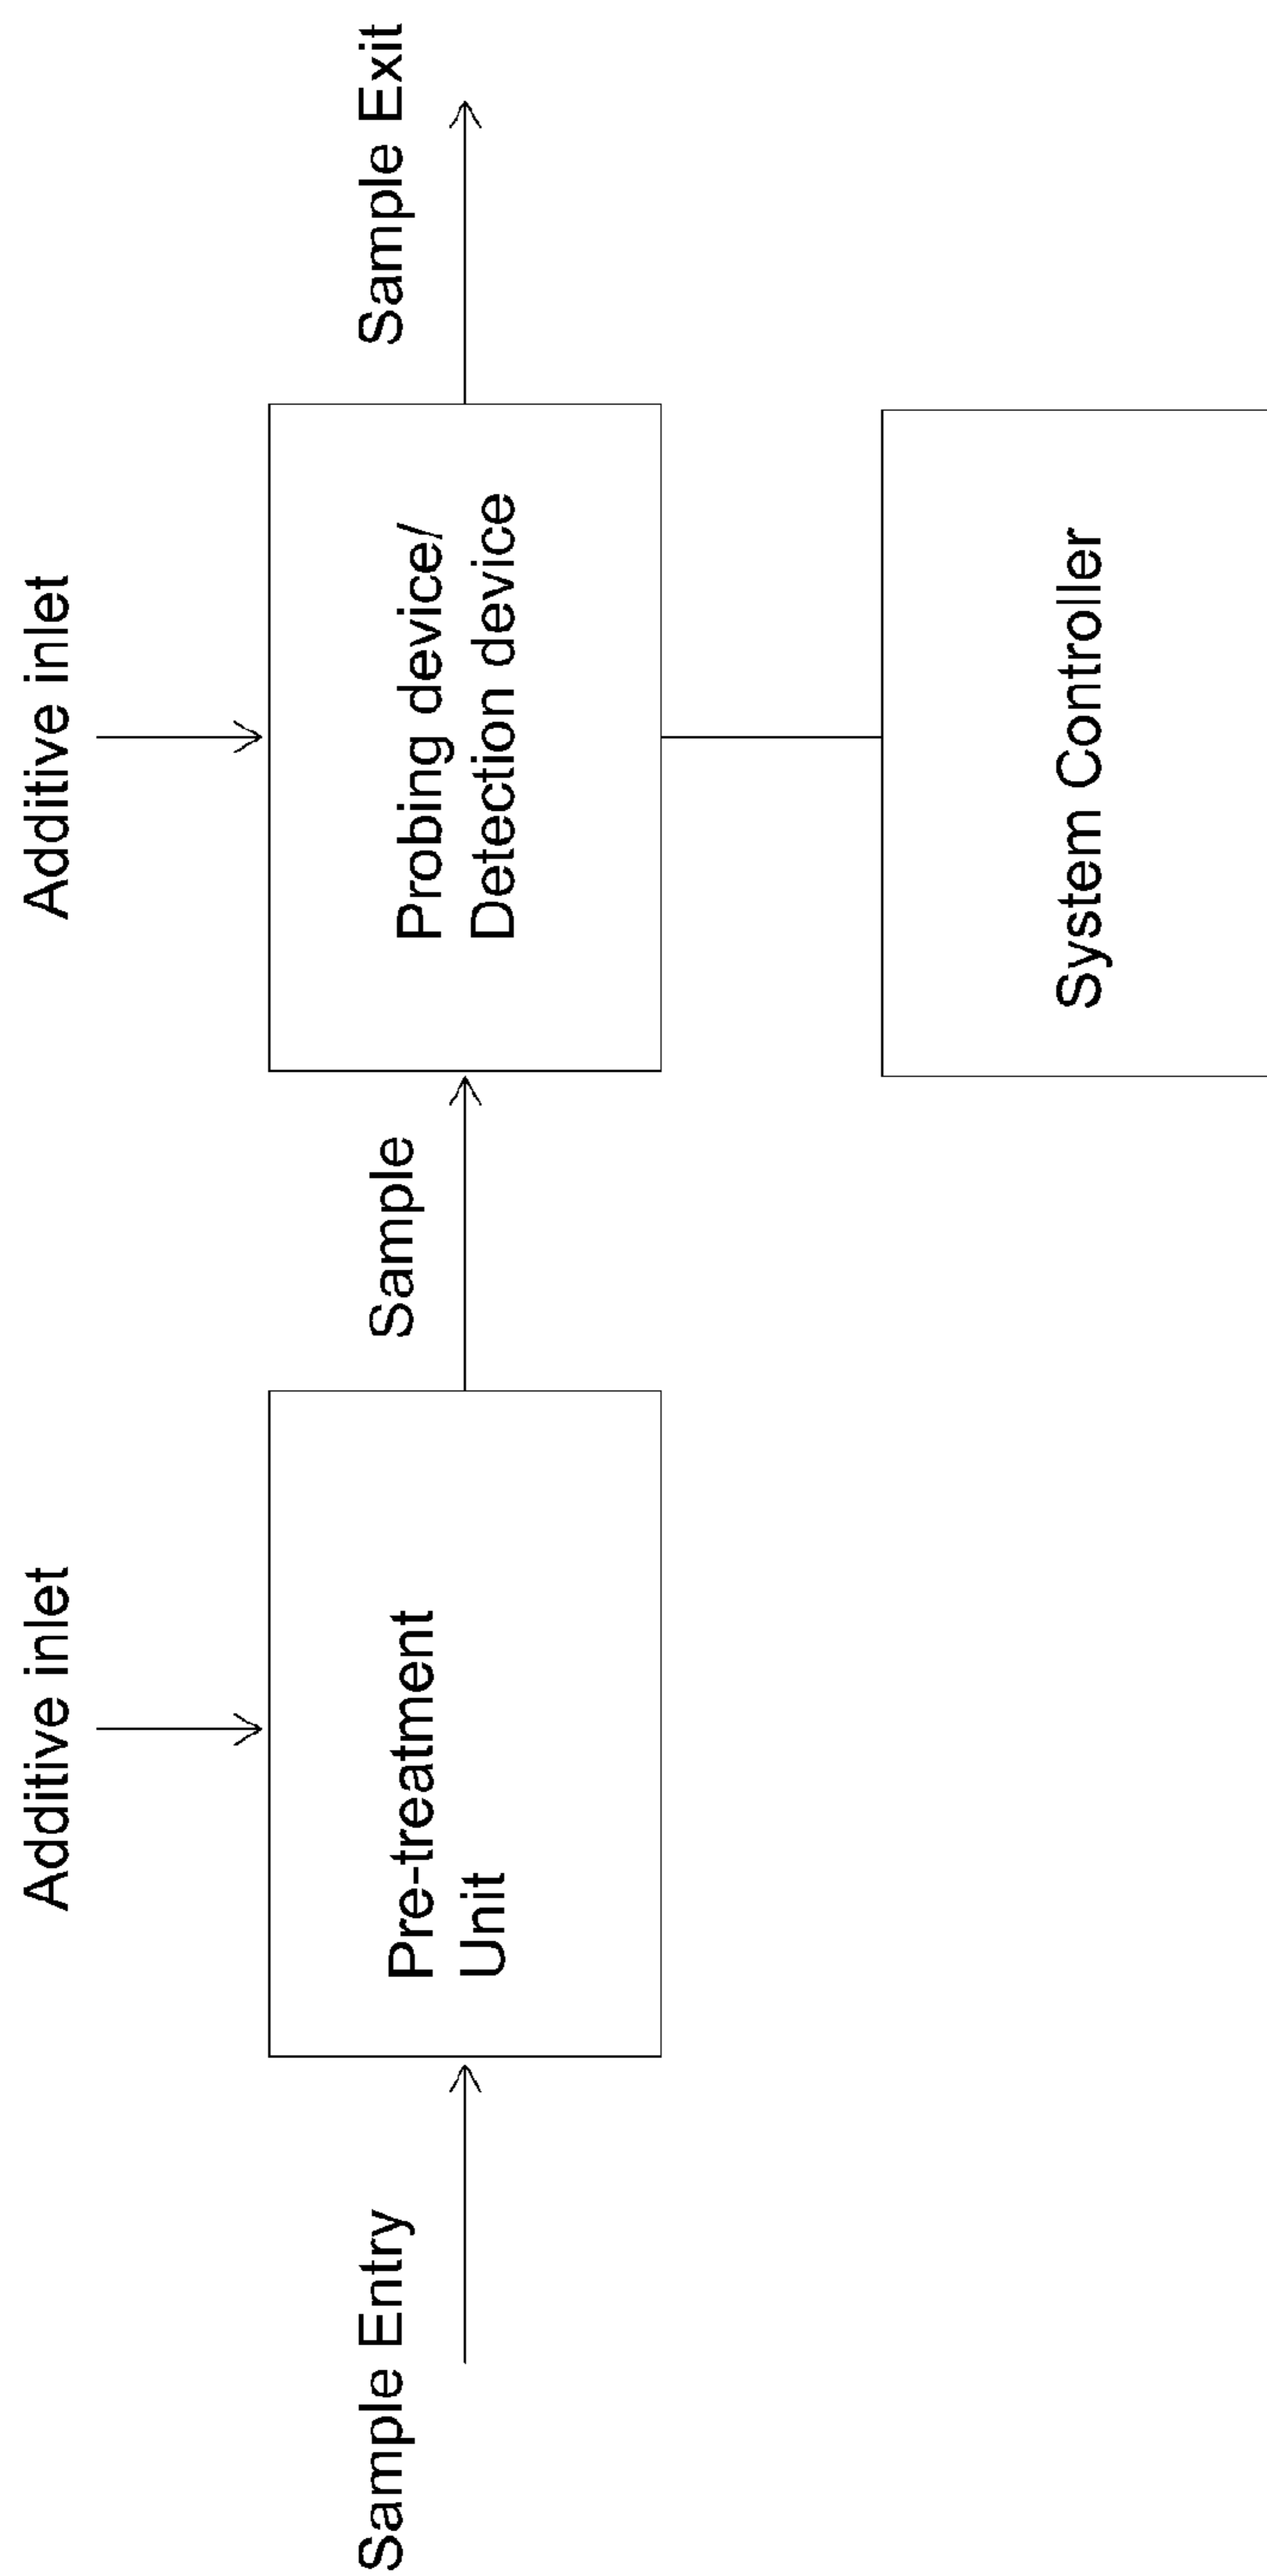 Additive inlet
Additive inlet
Sample Entry
Pre-treatment
Unit
Sample
Probing device/
Detection device
Sample Exit
System Controller